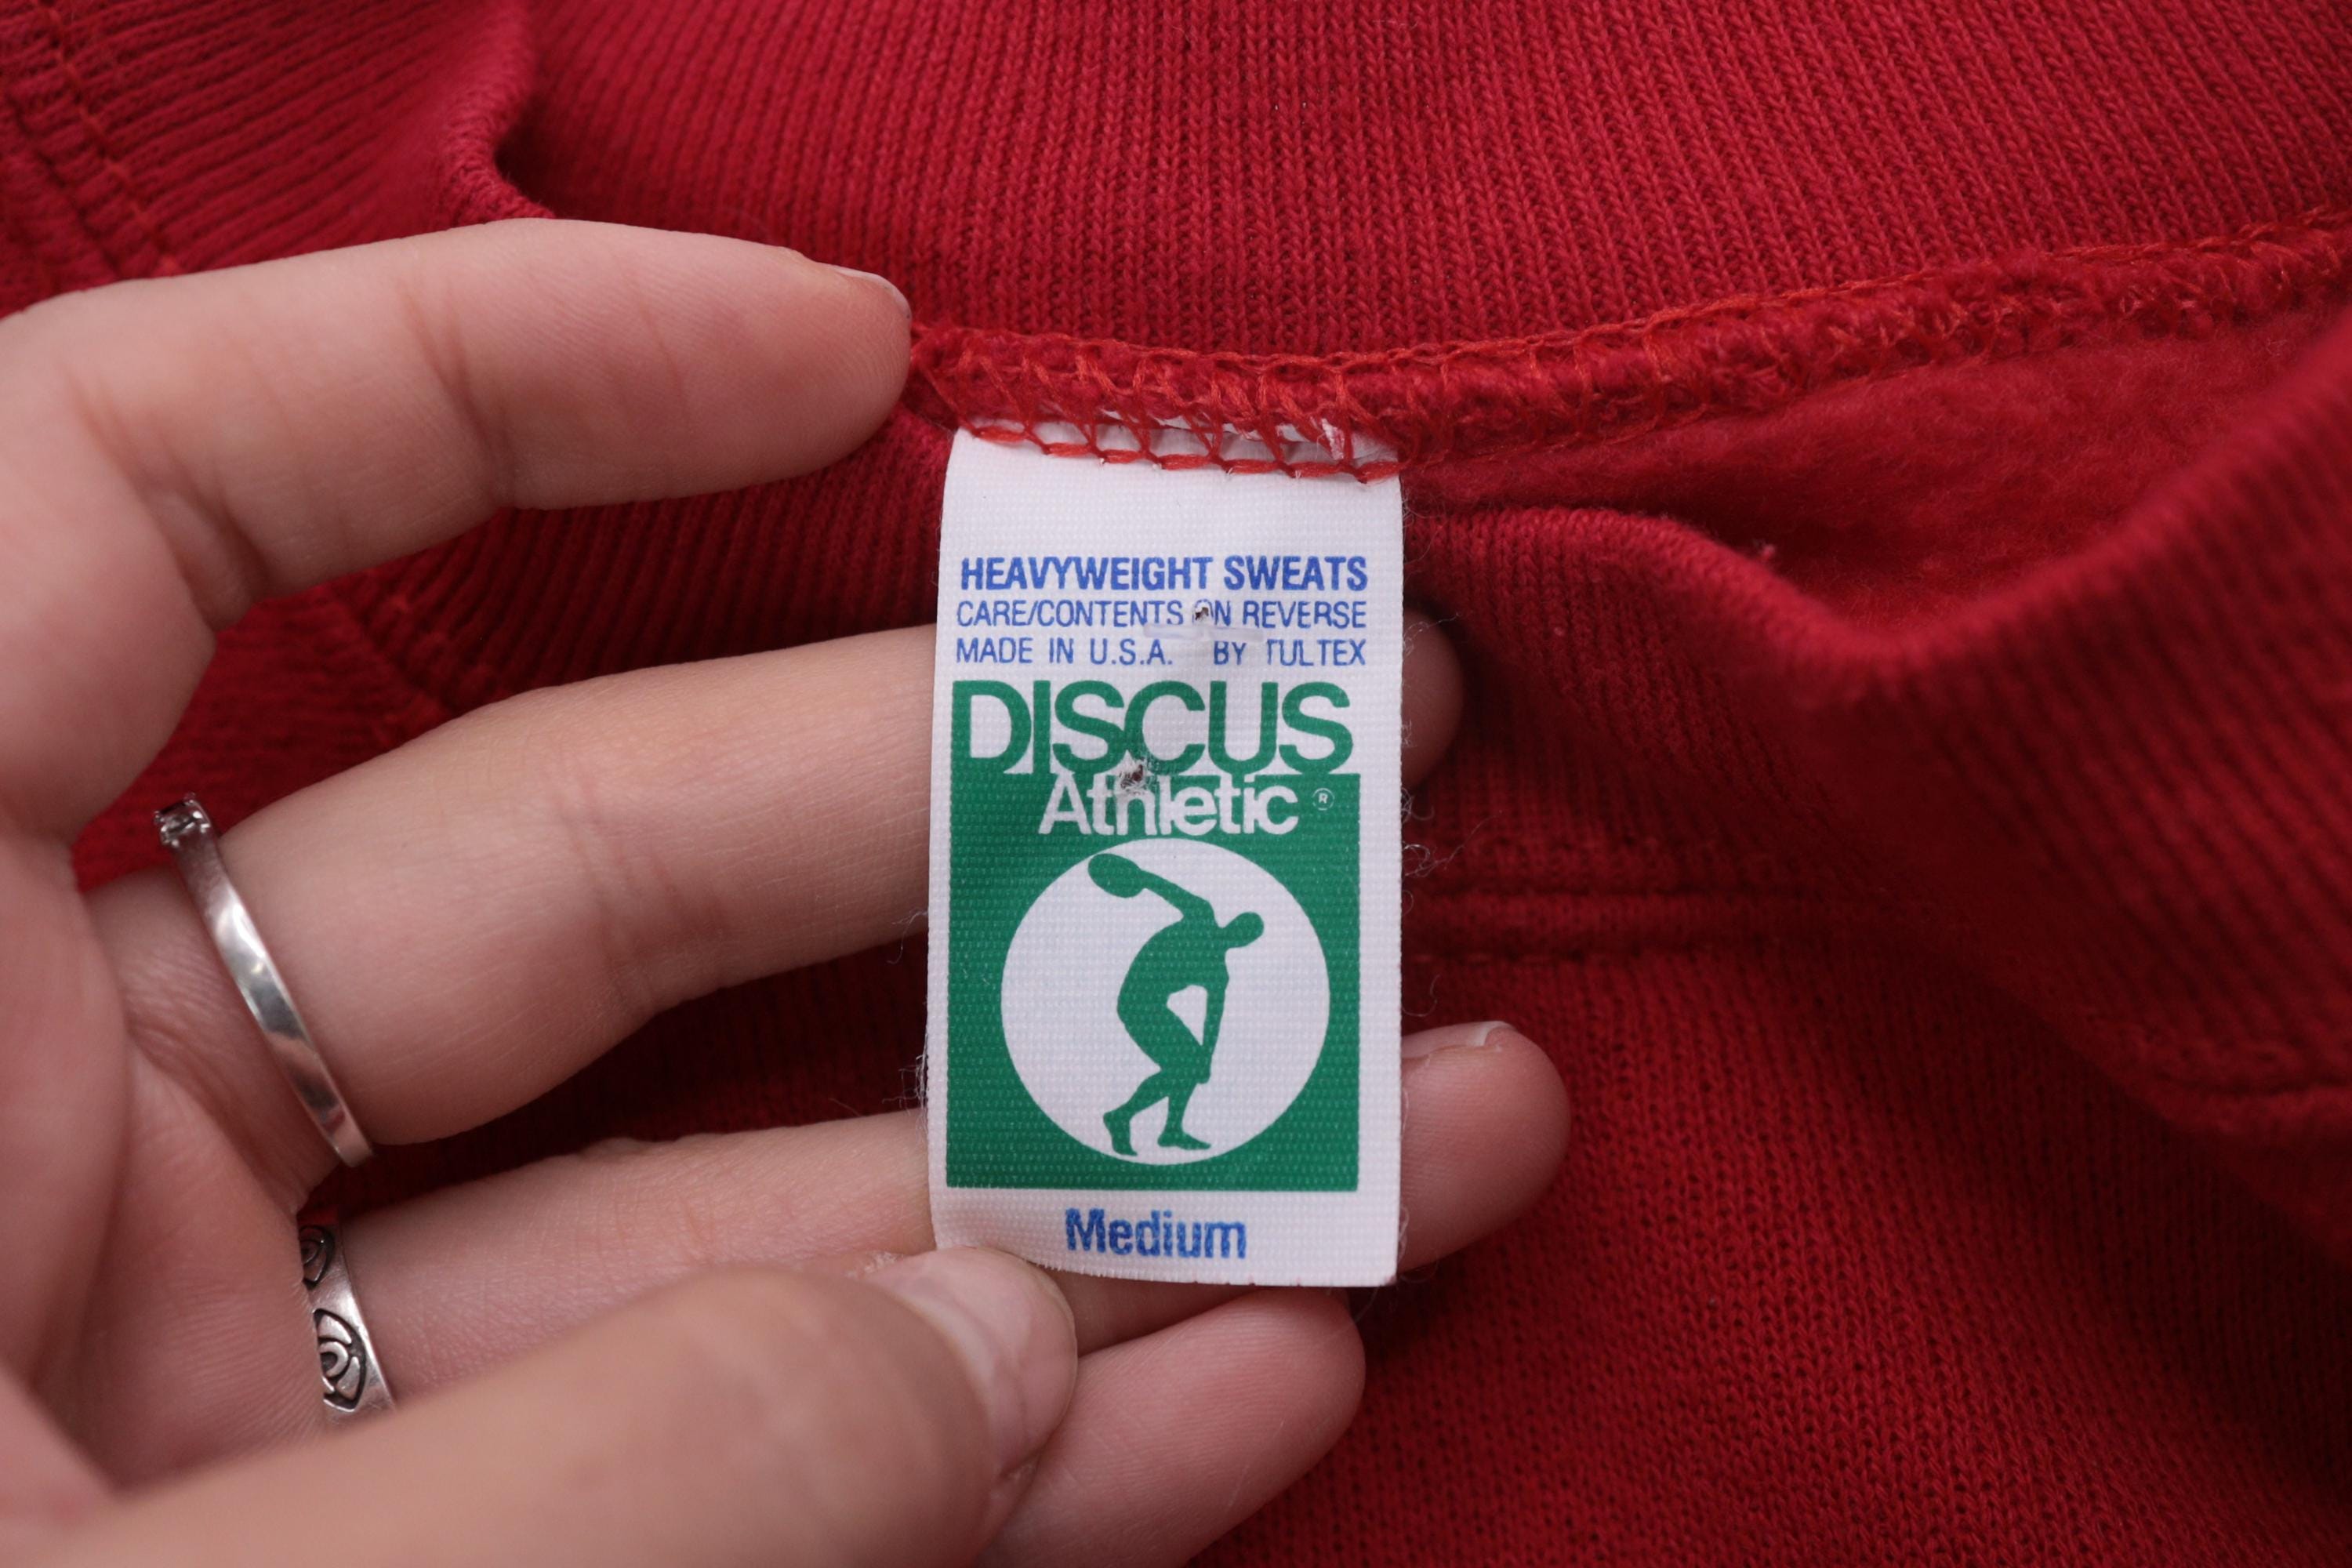 HEAVYWEIGHT SWEATS
CARE/CONTENTS ON REVERSE
MADE IN U.S.A. BY TULTEX
DISCUS
Athletic ®
Medium